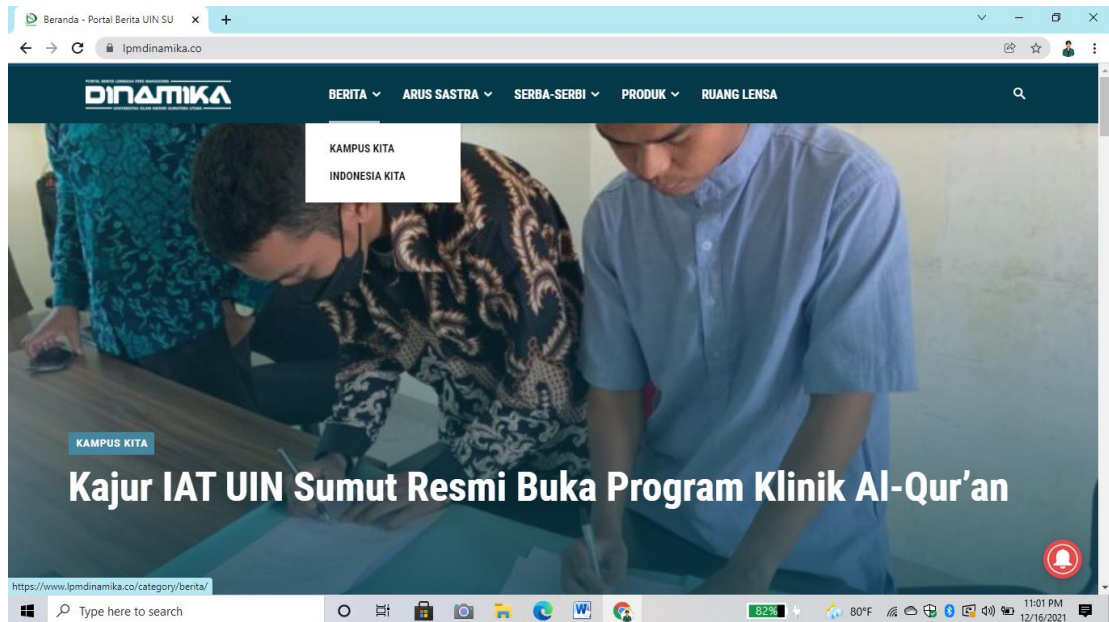 Beranda - Portal Berita UIN SU
lpmdinamika.co
DINAMIKA
BERITA ARUS SASTRA SERBA-SERBI PRODUK RUANG LENSA
KAMPUS KITA
INDONESIA KITA
KAMPUS KITA
Kajur IAT UIN Sumut Resmi Buka Program Klinik Al-Qur’an
https://www.lpmdinamika.co/category/berita/
Type here to search
82%
80°F
11:01 PM
12/16/2021